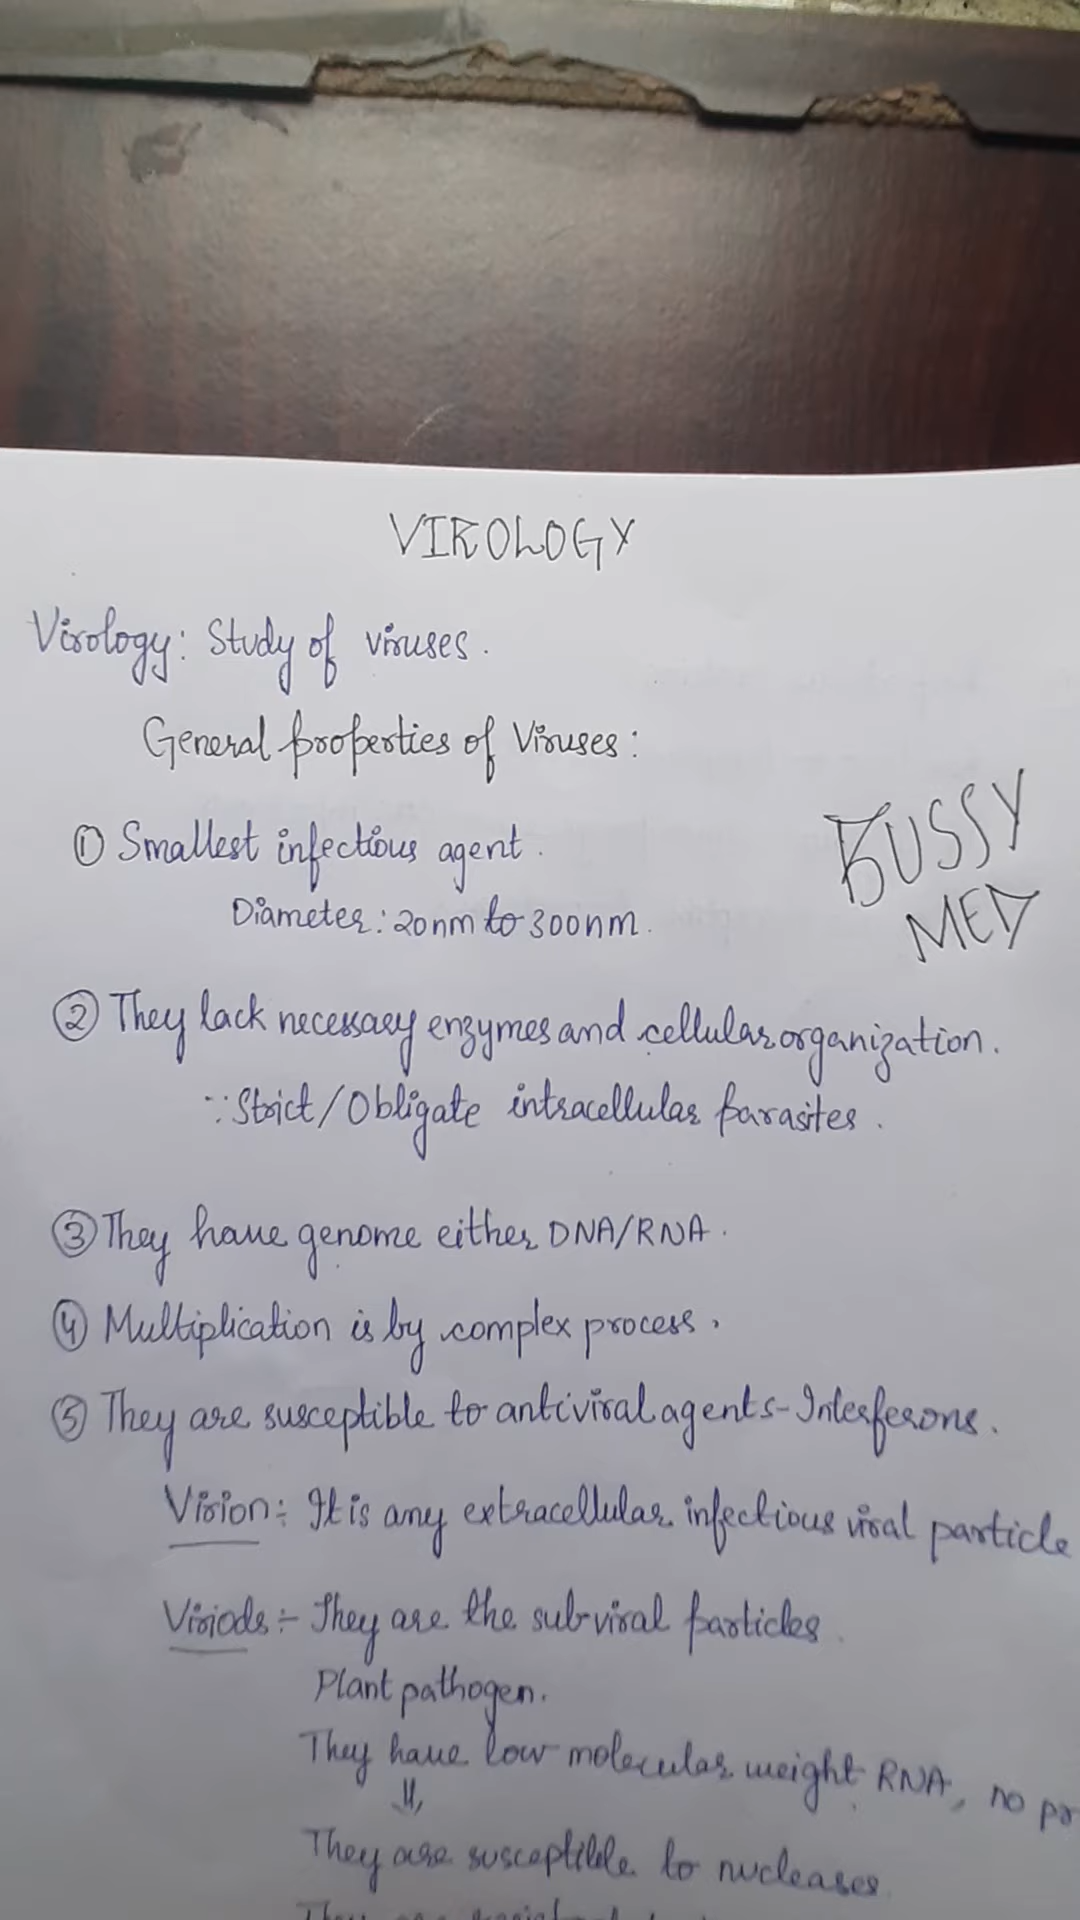 VIROLOGY
Virology: Study of viruses.
General properties of Viruses:
① Smallest infectious agent.
Diameter: 20nm to 300nm.
BUSSY
MED
② They lack necessary enzymes and cellular organization.
∵ Strict/Obligate intracellular parasites.
③ They have genome either DNA/RNA.
④ Multiplication is by complex process.
⑤ They are susceptible to antiviral agents - Interferons.
Virion:- It is any extracellular infectious viral particle
Viriods:- They are the sub-viral particles.
Plant pathogen.
They have low molecular weight RNA, no
⇓
They are susceptible to nucleases
They are